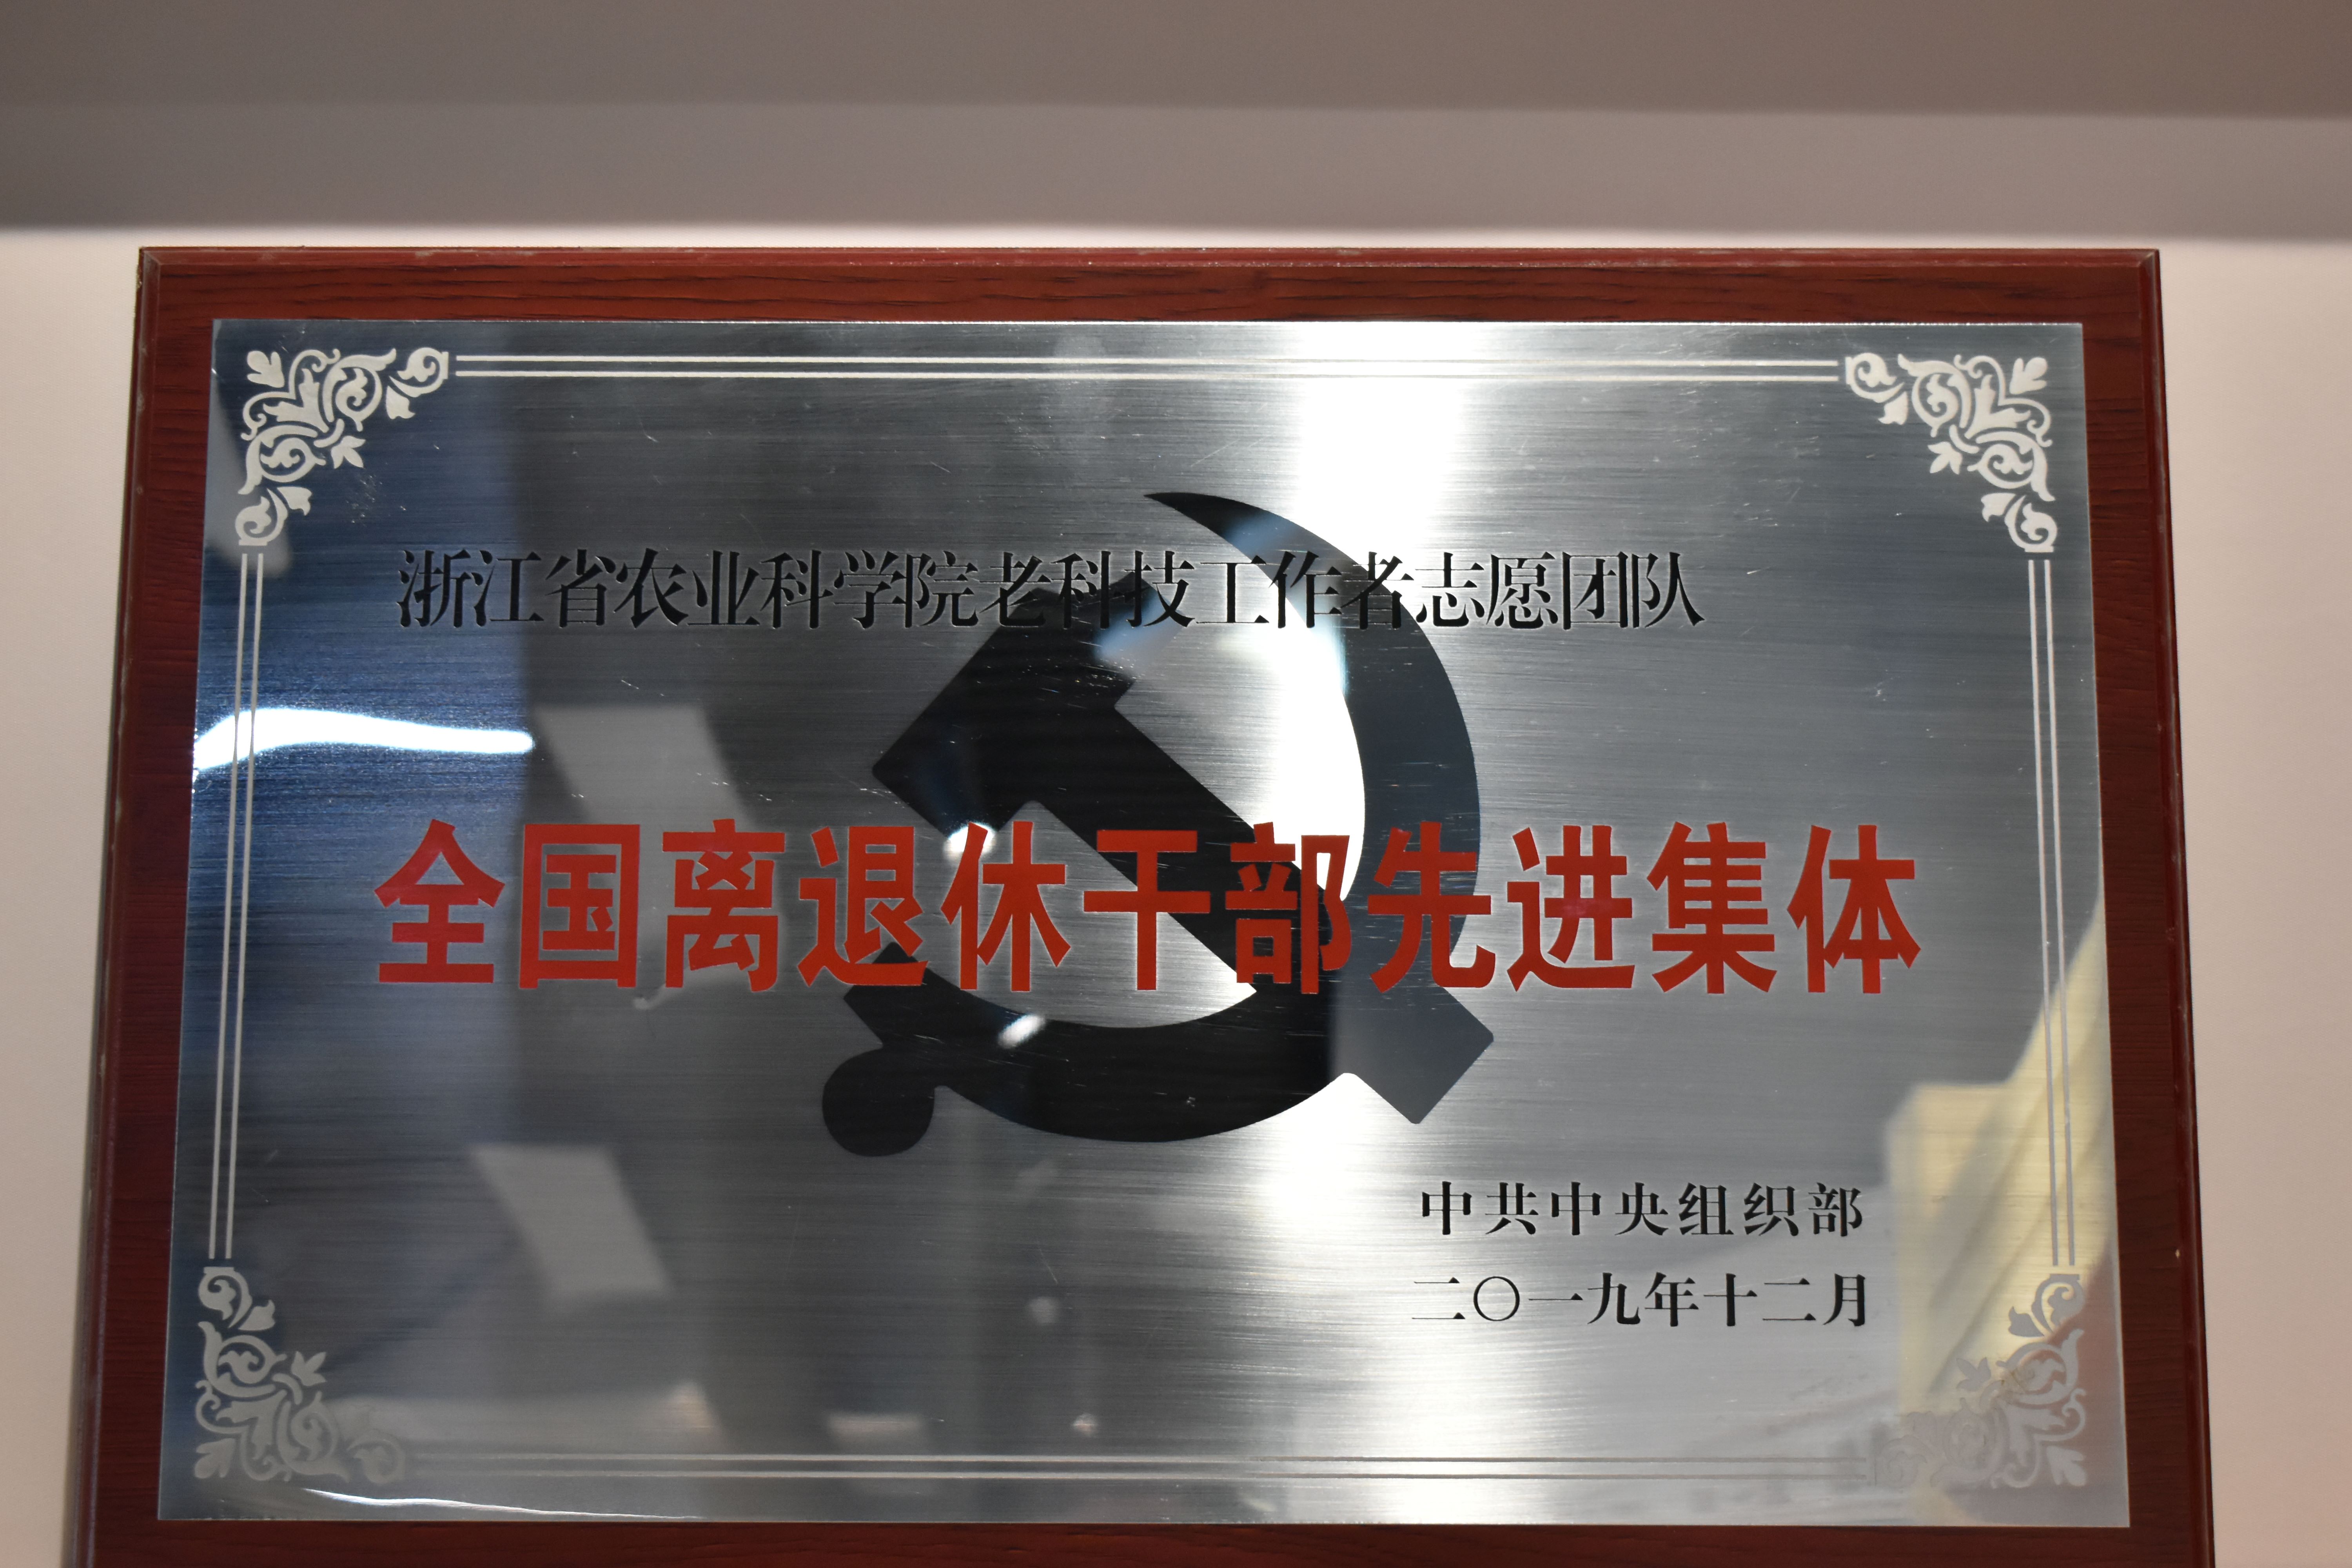 浙江省农业科学院老科技工作者志愿团队
全国离退休干部先进集体
中共中央组织部
二〇一九年十二月